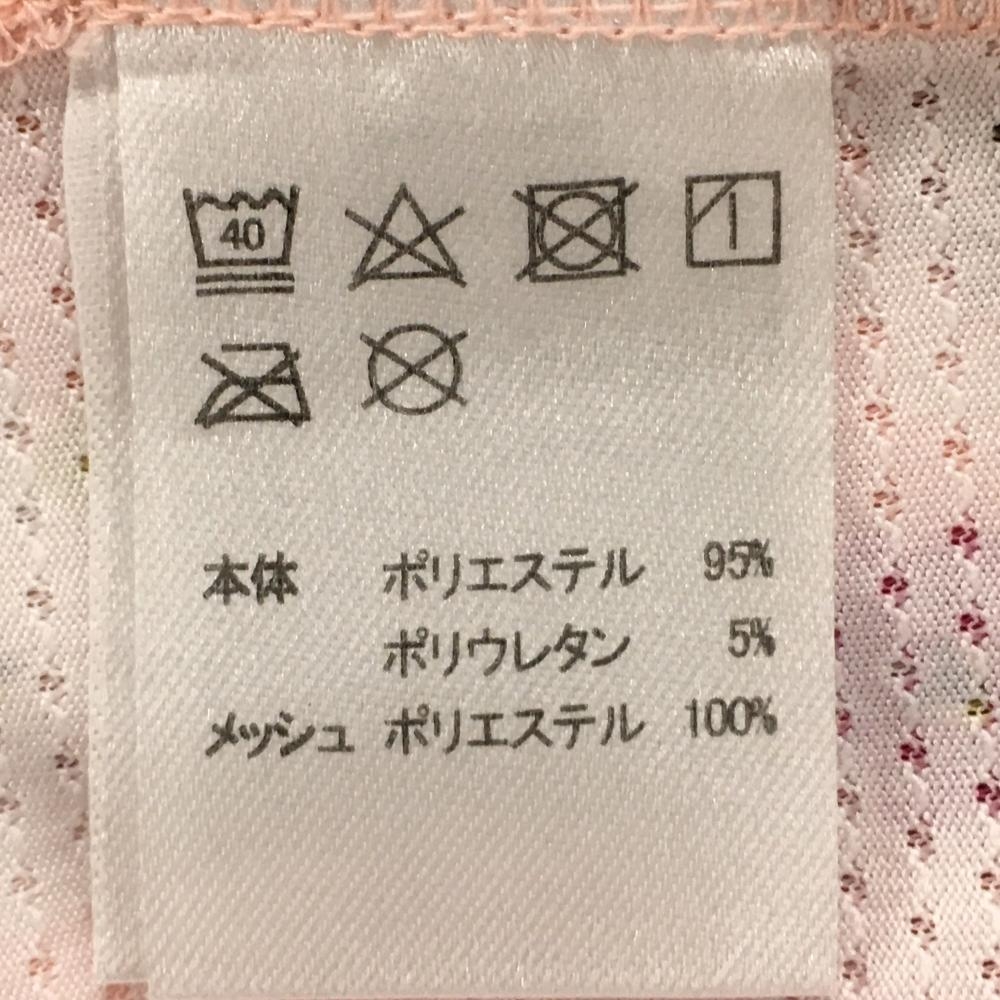 40
本体 ポリエステル 95%
ポリウレタン 5%
メッシュ ポリエステル 100%